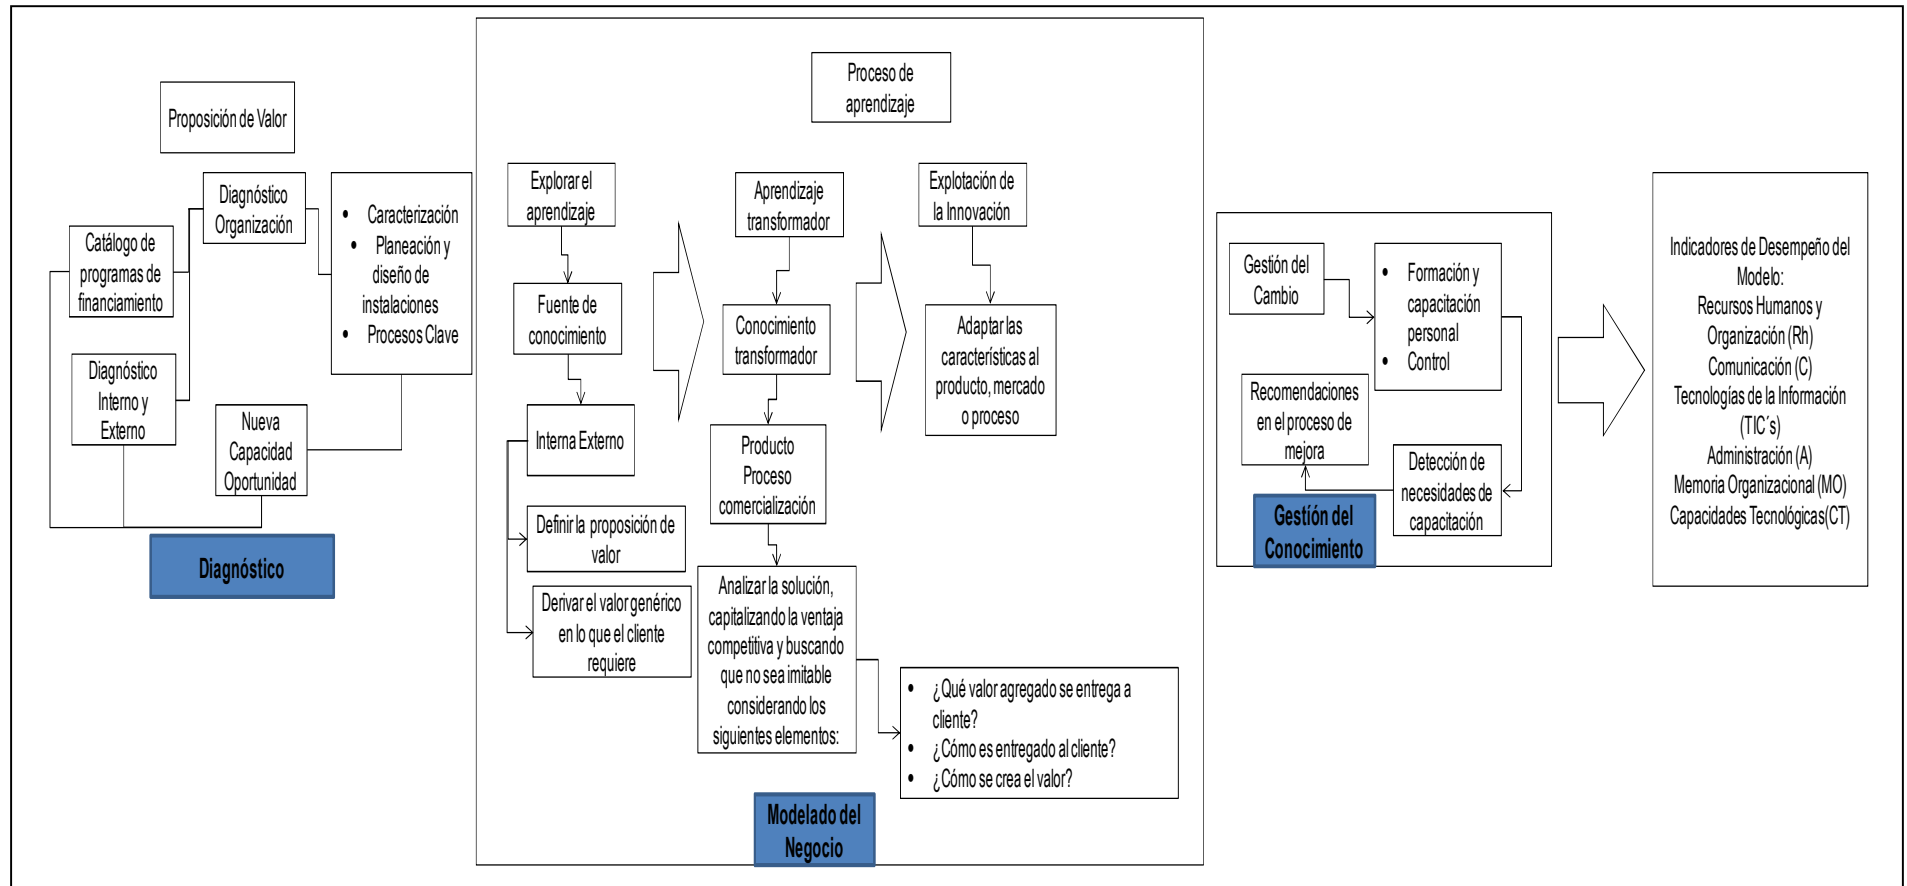 Proposición de Valor
Diagnóstico
Organización
Catálogo de
programas de
financiamiento
Diagnóstico
Interno y
Externo
Nueva
Capacidad
Oportunidad
• Caracterización
• Planeación y
diseño de
instalaciones
• Procesos Clave
Diagnóstico
Proceso de
aprendizaje
Explorar el
aprendizaje
Fuente de
conocimiento
Interna Externo
Definir la proposición de
valor
Derivar el valor genérico
en lo que el cliente
requiere
Aprendizaje
transformador
Conocimiento
transformador
Producto
Proceso
comercialización
Analizar la solución,
capitalizando la ventaja
competitiva y buscando
que no sea imitable
considerando los
siguientes elementos:
Explotación de
la Innovación
Adaptar las
características al
producto, mercado
o proceso
• ¿Qué valor agregado se entrega a
cliente?
• ¿Cómo es entregado al cliente?
• ¿Cómo se crea el valor?
Modelado del
Negocio
Gestión del
Cambio
• Formación y
capacitación
personal
• Control
Recomendaciones
en el proceso de
mejora
Detección de
necesidades de
capacitación
Gestión del
Conocimiento
Indicadores de Desempeño del
Modelo:
Recursos Humanos y
Organización (Rh)
Comunicación (C)
Tecnologías de la Información
(TIC´s)
Administración (A)
Memoria Organizacional (MO)
Capacidades Tecnológicas(CT)